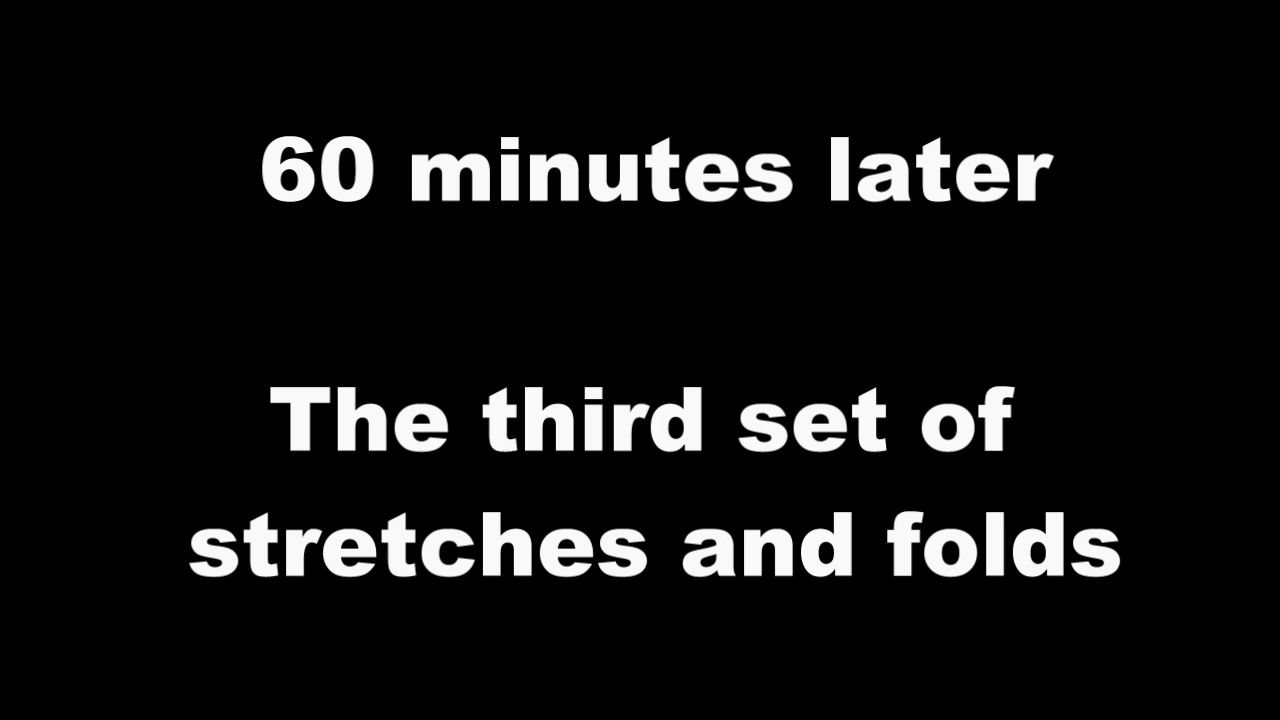 60 minutes later
The third set of
stretches and folds